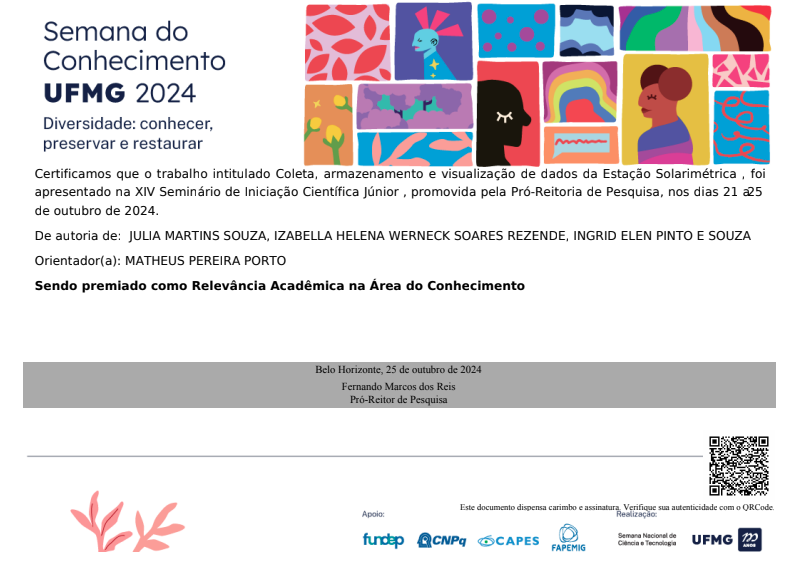 Semana do
Conhecimento
UFMG 2024
Diversidade: conhecer,
preservar e restaurar
Certificamos que o trabalho intitulado Coleta, armazenamento e visualização de dados da Estação Solarimétrica , foi
apresentado na XIV Seminário de Iniciação Científica Júnior , promovida pela Pró-Reitoria de Pesquisa, nos dias 21 a25
de outubro de 2024.
De autoria de: JULIA MARTINS SOUZA, IZABELLA HELENA WERNECK SOARES REZENDE, INGRID ELEN PINTO E SOUZA
Orientador(a): MATHEUS PEREIRA PORTO
Sendo premiado como Relevância Acadêmica na Área do Conhecimento
Belo Horizonte, 25 de outubro de 2024
Fernando Marcos dos Reis
Pró-Reitor de Pesquisa
Este documento dispensa carimbo e assinatura. Verifique sua autenticidade com o QRCode.
Apoio:
Realização:
fundep
CNPq
CAPES
FAPEMIG
Semana Nacional de
Ciência e Tecnologia
UFMG
ANOS